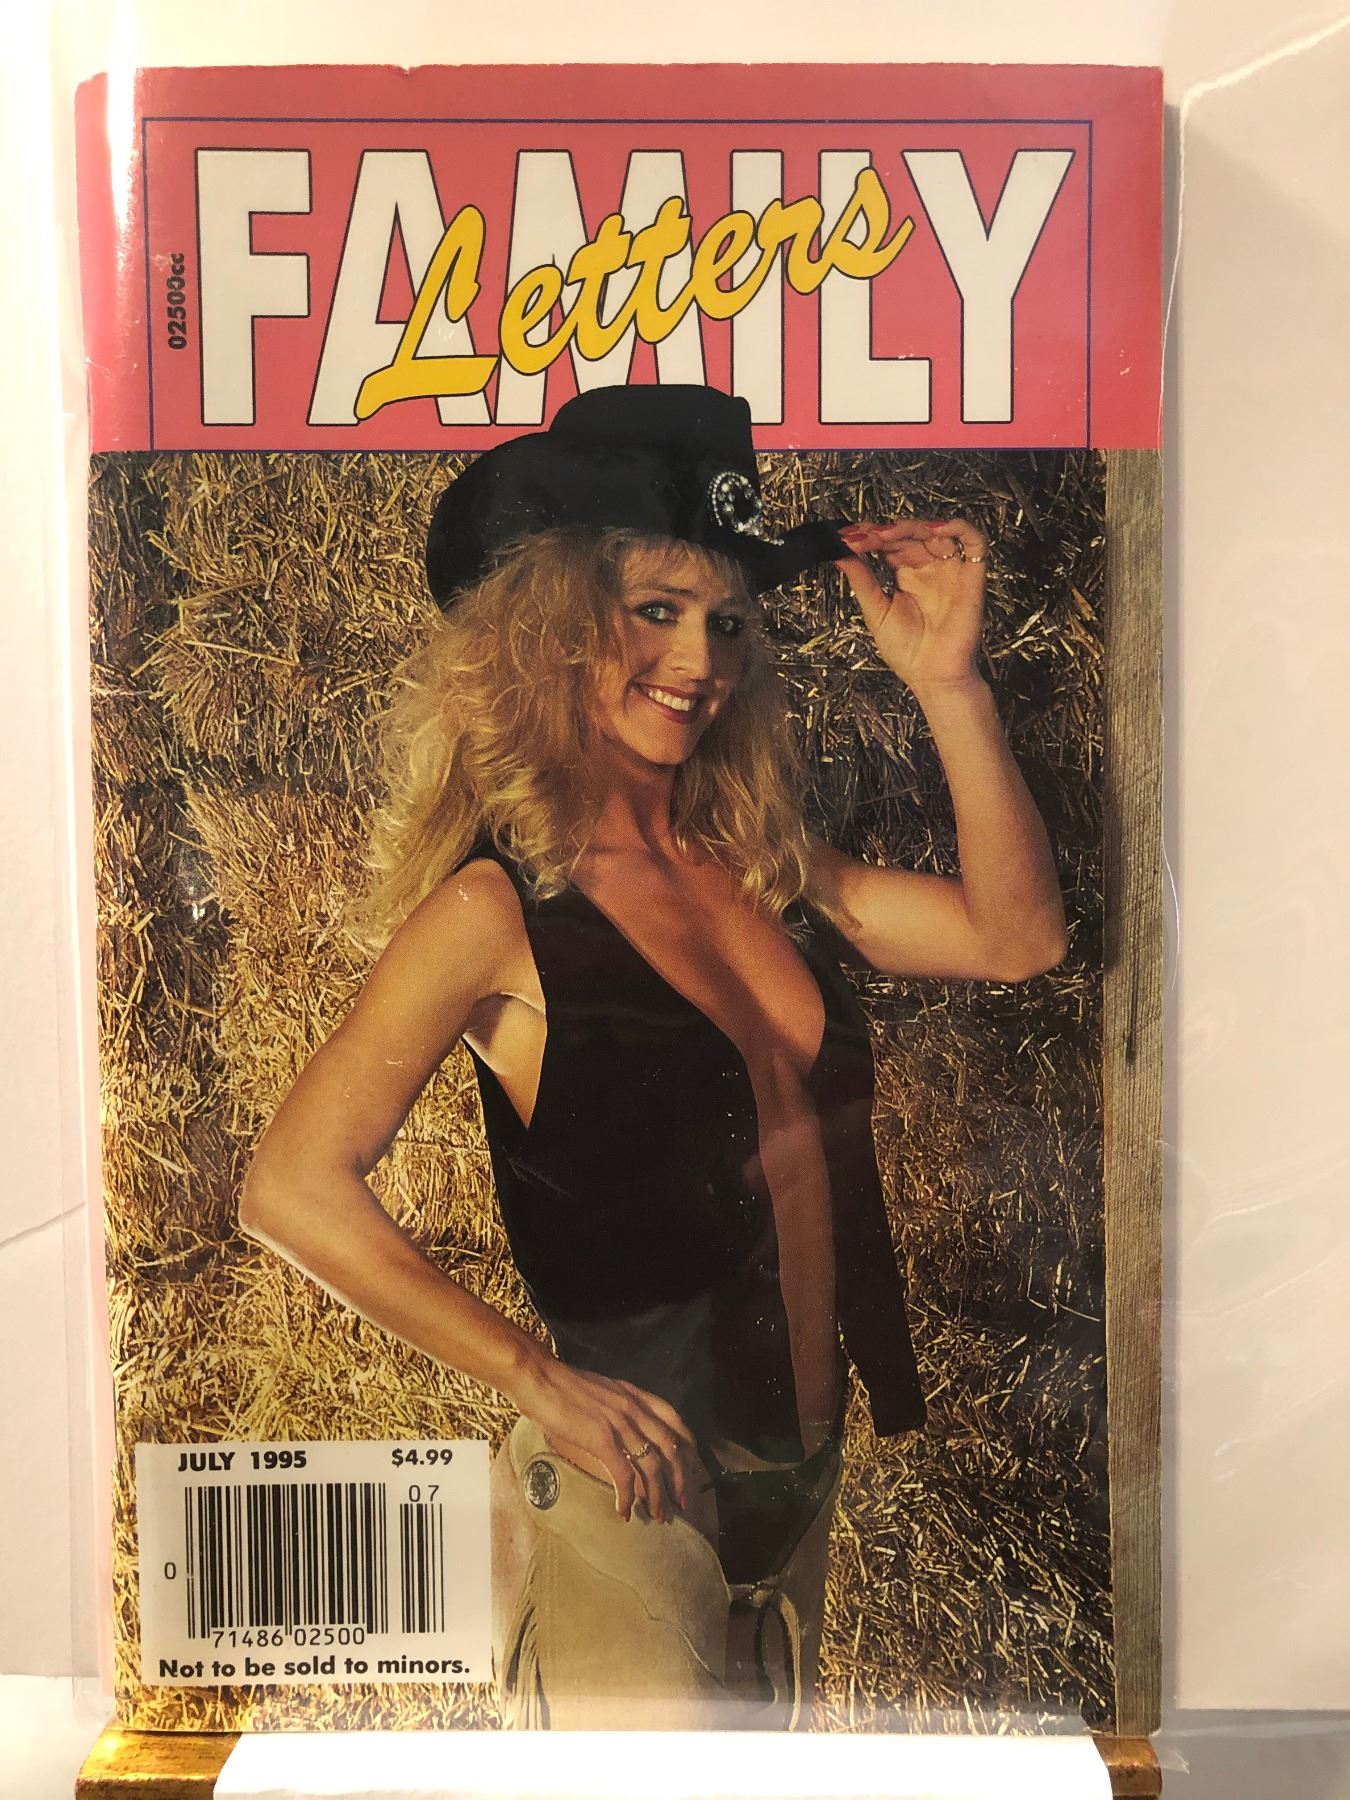 FAMILY
Letters
02500cc
JULY 1995 $4.99
07
0 71486 02500
Not to be sold to minors.